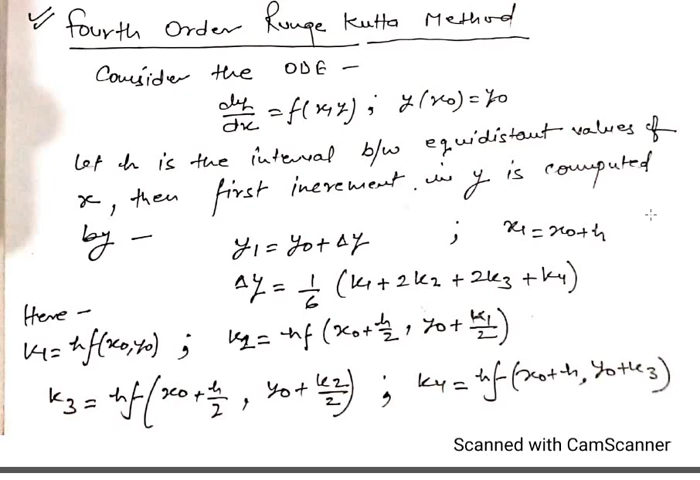 ✓ Fourth Order Runge Kutta Method
Consider the ODE –
dy/dx = f(x,y) ; y(x0) = y0
Let h is the interval b/w equidistant values of
x, then first increment in y is computed
by – y1 = y0 + Δy ; x1 = x0+h
Δy = 1/6 (k1 + 2k2 + 2k3 + k4)
Here –
k1 = hf(x0,y0) ; k2 = hf(x0+h/2, y0+k1/2)
k3 = hf(x0+h/2, y0+k2/2) ; k4 = hf(x0+h, y0+k3)
Scanned with CamScanner